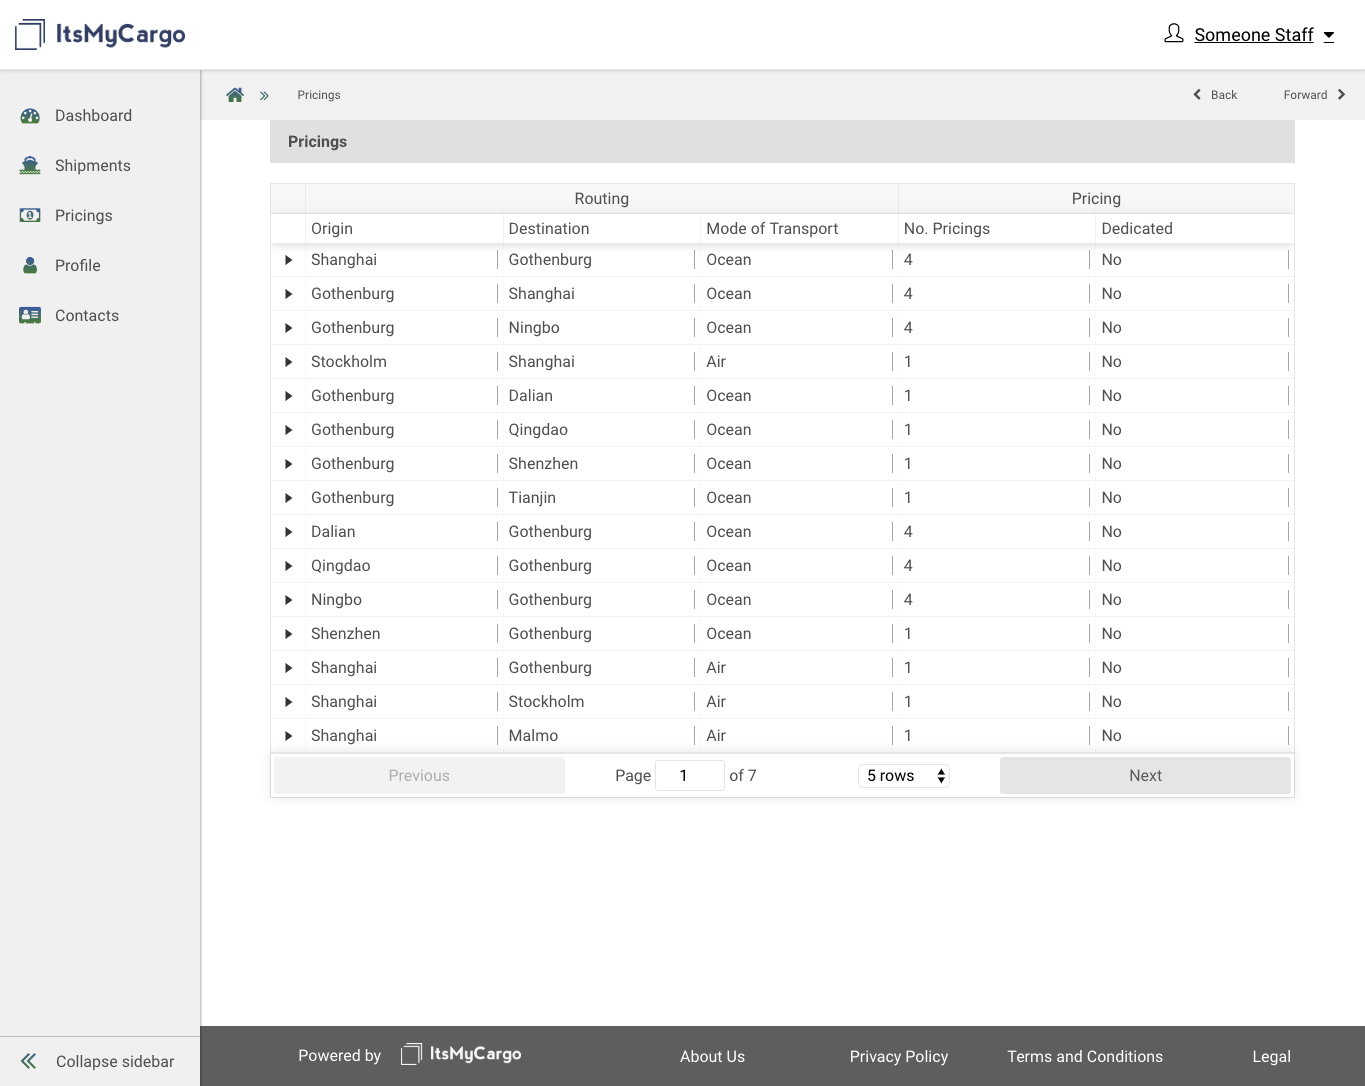 ItsMyCargo
Someone Staff
Dashboard
Shipments
Pricings
Profile
Contacts
Pricings
Back
Forward
Pricings
Routing Pricing
Origin Destination Mode of Transport No. Pricings Dedicated
Shanghai Gothenburg Ocean 4 No
Gothenburg Shanghai Ocean 4 No
Gothenburg Ningbo Ocean 4 No
Stockholm Shanghai Air 1 No
Gothenburg Dalian Ocean 1 No
Gothenburg Qingdao Ocean 1 No
Gothenburg Shenzhen Ocean 1 No
Gothenburg Tianjin Ocean 1 No
Dalian Gothenburg Ocean 4 No
Qingdao Gothenburg Ocean 4 No
Ningbo Gothenburg Ocean 4 No
Shenzhen Gothenburg Ocean 1 No
Shanghai Gothenburg Air 1 No
Shanghai Stockholm Air 1 No
Shanghai Malmo Air 1 No
Previous Page 1 of 7 5 rows Next
Collapse sidebar
Powered by ItsMyCargo About Us Privacy Policy Terms and Conditions Legal